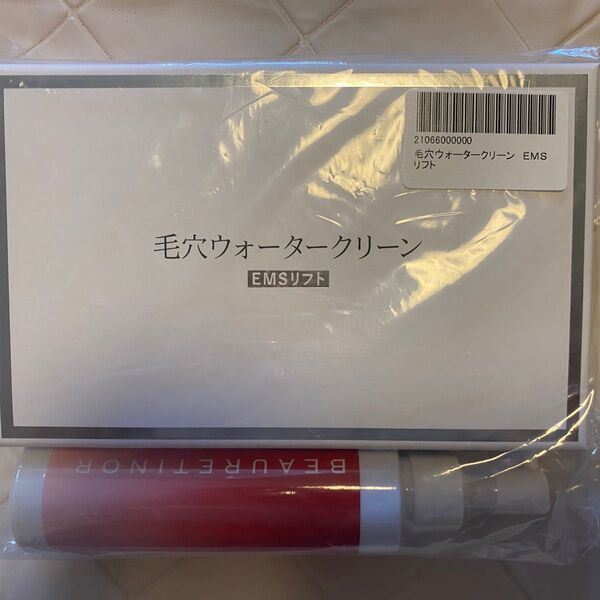 21066000000
毛穴ウォータークリーン EMS
リフト
毛穴ウォータークリーン
EMSリフト
BEAURETINOR